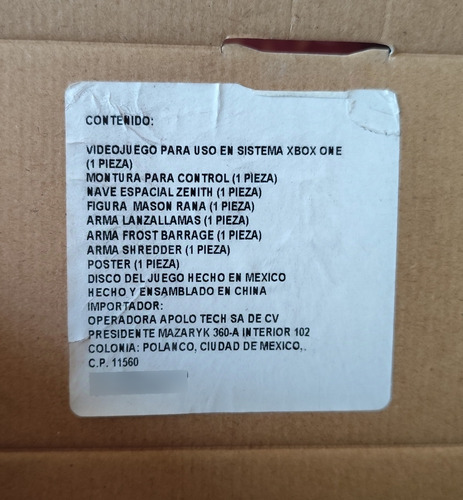 CONTENIDO:
VIDEOJUEGO PARA USO EN SISTEMA XBOX ONE
(1 PIEZA)
MONTURA PARA CONTROL (1 PIEZA)
NAVE ESPACIAL ZENITH (1 PIEZA)
FIGURA MASON RANA (1 PIEZA)
ARMA LANZALLAMAS (1 PIEZA)
ARMA FROST BARRAGE (1 PIEZA)
ARMA SHREDDER (1 PIEZA)
POSTER (1 PIEZA)
DISCO DEL JUEGO HECHO EN MEXICO
HECHO Y ENSAMBLADO EN CHINA
IMPORTADOR:
OPERADORA APOLO TECH SA DE CV
PRESIDENTE MAZARYK 360-A INTERIOR 102
COLONIA: POLANCO, CIUDAD DE MEXICO,.
C.P. 11560